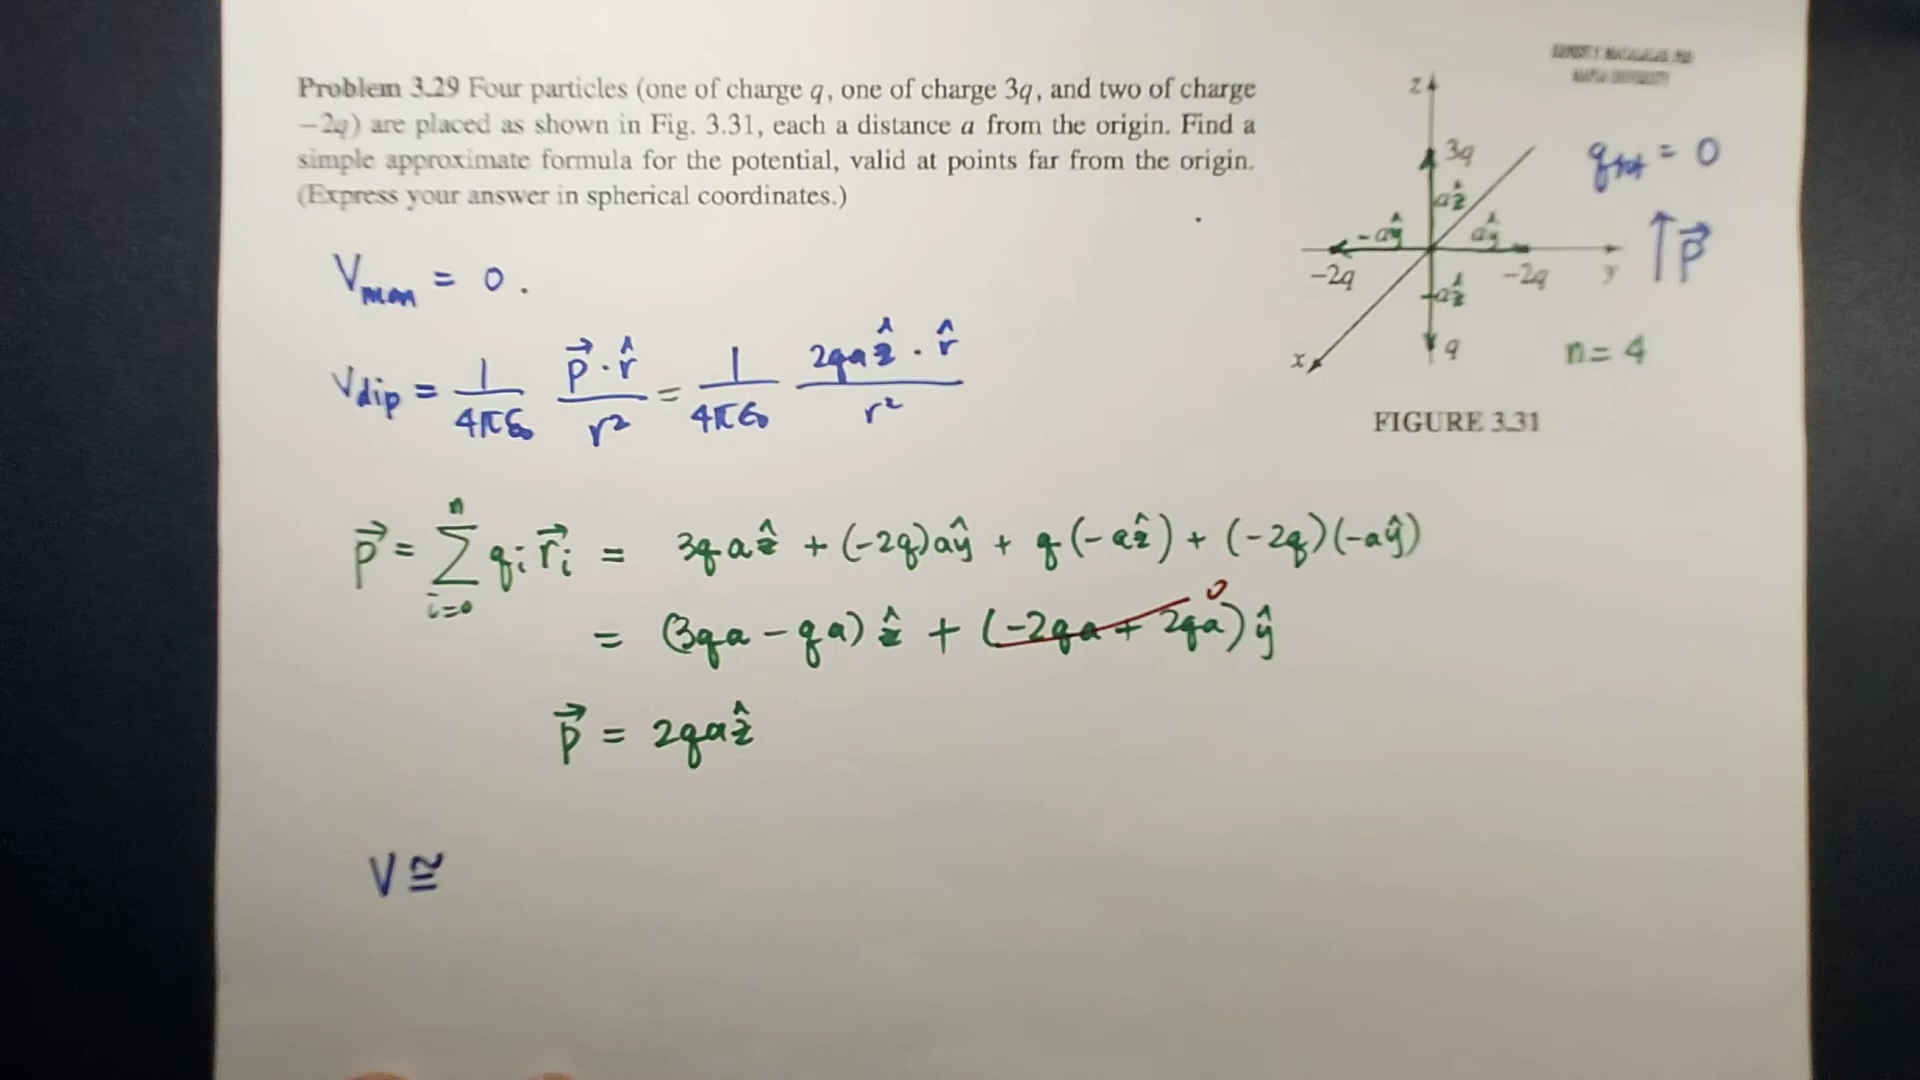 Problem 3.29 Four particles (one of charge q, one of charge 3q, and two of charge
−2q) are placed as shown in Fig. 3.31, each a distance a from the origin. Find a
simple approximate formula for the potential, valid at points far from the origin.
(Express your answer in spherical coordinates.)
z
3q
aẑ
-aŷ
aŷ
−2q
−2q
y
-aẑ
x
q
FIGURE 3.31
q_tot = 0
↑ p⃗
n = 4
V_mon = 0.
V_dip = 1/4πε₀ p⃗ · r̂/r² = 1/4πε₀ 2qaẑ · r̂/r²
p⃗ = Σ_{i=0}^{n} qᵢ r⃗ᵢ = 3qaẑ + (-2q)aŷ + q(-aẑ) + (-2q)(-aŷ)
= (3qa - qa)ẑ + (-2qa + 2qa)ŷ 0
p⃗ = 2qaẑ
V ≅